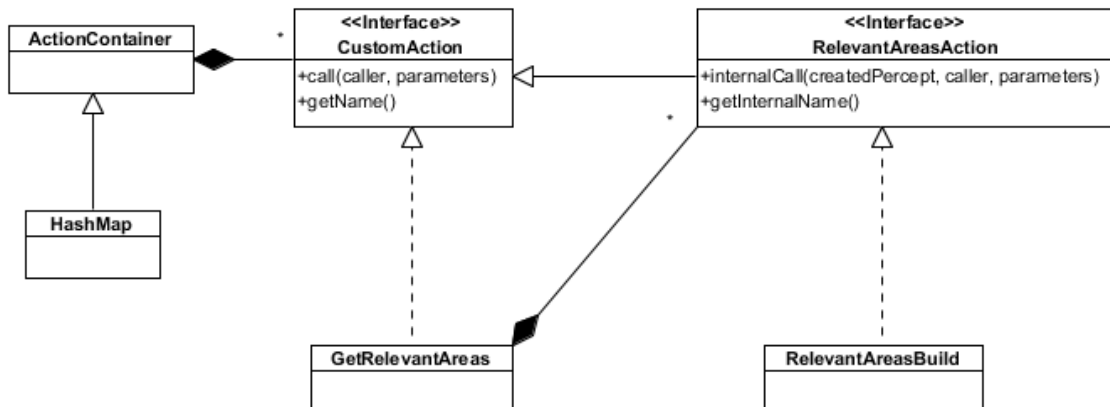 ActionContainer
*
<<Interface>>
CustomAction
+call(caller, parameters)
+getName()
<<Interface>>
RelevantAreasAction
+internalCall(createdPercept, caller, parameters)
+getInternalName()
*
HashMap
GetRelevantAreas
RelevantAreasBuild